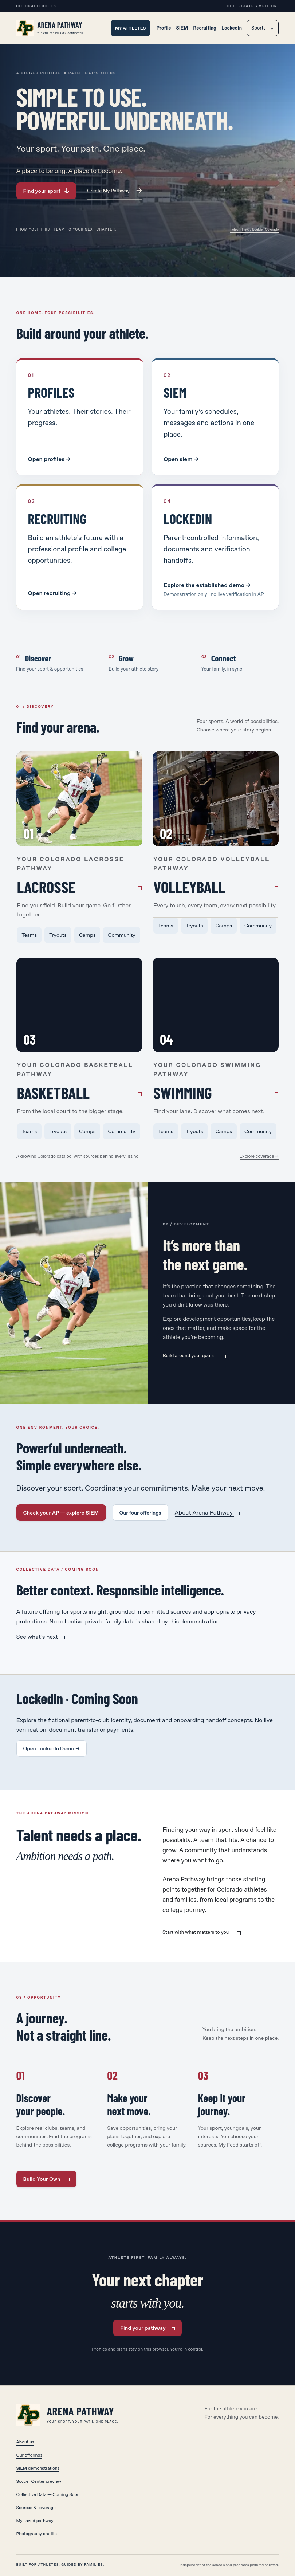 COLORADO ROOTS.
COLLEGIATE AMBITION.
AP
ARENA PATHWAY
MY ATHLETES
Profile
SIEM
Recruiting
LockedIn
Sports
A BIGGER PICTURE. A PATH THAT'S YOURS.
SIMPLE TO USE.
POWERFUL UNDERNEATH.
Your sport. Your path. One place.
A place to belong. A place to become.
Find your sport ↓
Create My Pathway →
FROM YOUR FIRST TEAM TO YOUR NEXT CHAPTER.
ONE HOME. FOUR POSSIBILITIES.
Build around your athlete.
01
PROFILES
Your athletes. Their stories. Their
progress.
Open profiles →
02
SIEM
Your family's schedules,
messages and actions in one
place.
Open siem →
03
RECRUITING
Build an athlete's future with a
professional profile and college
opportunities.
Open recruiting →
04
LOCKEDIN
Parent-controlled information,
documents and verification
handoffs.
Explore the established demo →
Demonstration only · no live verification in AP
01 Discover
Find your sport & opportunities
02 Grow
Build your athlete story
03 Connect
Your family, in sync
01 / DISCOVERY
Find your arena.
Four sports. A world of possibilities.
Choose where your story begins.
01
YOUR COLORADO LACROSSE
PATHWAY
LACROSSE
Find your field. Build your game. Go further
together.
Teams
Tryouts
Camps
Community
02
YOUR COLORADO VOLLEYBALL
PATHWAY
VOLLEYBALL
Every touch, every team, every next possibility.
Teams
Tryouts
Camps
Community
03
YOUR COLORADO BASKETBALL
PATHWAY
BASKETBALL
From the local court to the bigger stage.
Teams
Tryouts
Camps
Community
04
YOUR COLORADO SWIMMING
PATHWAY
SWIMMING
Find your lane. Discover what comes next.
Teams
Tryouts
Camps
Community
A growing Colorado catalog, with sources behind every listing.
Explore coverage →
02 / DEVELOPMENT
It's more than
the next game.
It's the practice that changes something. The
team that brings out your best. The next step
you didn't know was there.
Explore development opportunities, keep the
ones that matter, and make space for the
athlete you're becoming.
Build around your goals
ONE ENVIRONMENT. YOUR CHOICE.
Powerful underneath.
Simple everywhere else.
Discover your sport. Coordinate your commitments. Make your next move.
Check your AP — explore SIEM
Our four offerings
About Arena Pathway
COLLECTIVE DATA / COMING SOON
Better context. Responsible intelligence.
A future offering for sports insight, grounded in permitted sources and appropriate privacy
protections. No collective private family data is shared by this demonstration.
See what's next
LockedIn · Coming Soon
Explore the fictional parent-to-club identity, document and onboarding handoff concepts. No live
verification, document transfer or payments.
Open LockedIn Demo →
THE ARENA PATHWAY MISSION
Talent needs a place.
Ambition needs a path.
Finding your way in sport should feel like
possibility. A team that fits. A chance to
grow. A community that understands
where you want to go.
Arena Pathway brings those starting
points together for Colorado athletes
and families, from local programs to the
college journey.
Start with what matters to you
03 / OPPORTUNITY
A journey.
Not a straight line.
You bring the ambition.
Keep the next steps in one place.
01
Discover
your people.
Explore real clubs, teams, and
communities. Find the programs
behind the possibilities.
02
Make your
next move.
Save opportunities, bring your
plans together, and explore
college programs with your family.
03
Keep it your
journey.
Your sport, your goals, your
interests. You choose your
sources. My Feed starts off.
Build Your Own
ATHLETE FIRST. FAMILY ALWAYS.
Your next chapter
starts with you.
Find your pathway
Profiles and plans stay on this browser. You're in control.
AP
ARENA PATHWAY
YOUR SPORT. YOUR PATH. ONE PLACE.
For the athlete you are.
For everything you can become.
About us
Our offerings
SIEM demonstrations
Soccer Center preview
Collective Data — Coming Soon
Sources & coverage
My saved pathway
Photography credits
BUILT FOR ATHLETES. GUIDED BY FAMILIES.
Independent of the schools and programs pictured or listed.